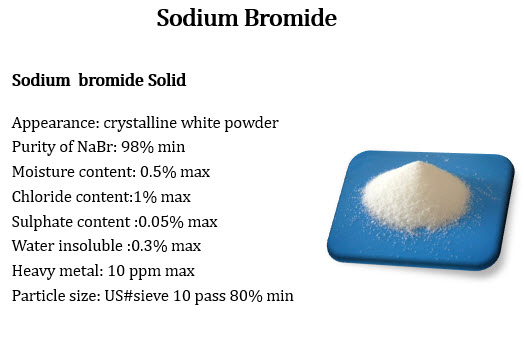 Sodium Bromide
Sodium bromide Solid
Appearance: crystalline white powder
Purity of NaBr: 98% min
Moisture content: 0.5% max
Chloride content:1% max
Sulphate content :0.05% max
Water insoluble :0.3% max
Heavy metal: 10 ppm max
Particle size: US#sieve 10 pass 80% min